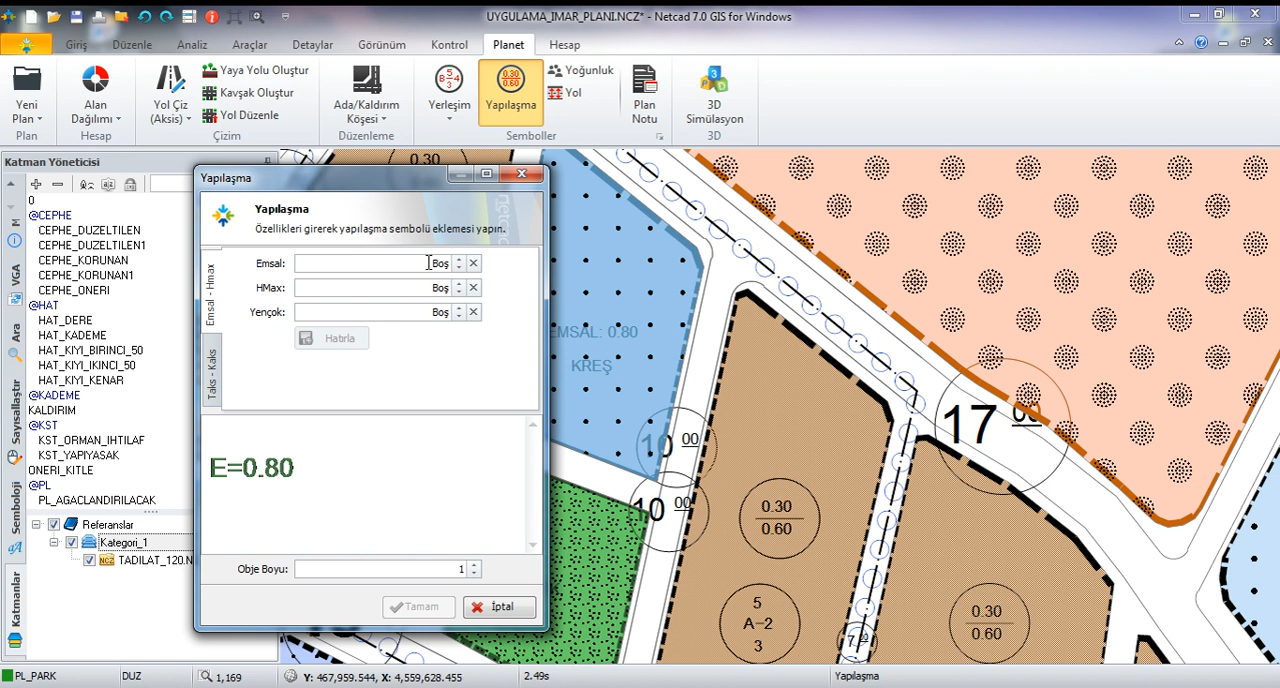 UYGULAMA_IMAR_PLANI.NCZ* - Netcad 7.0 GIS for Windows
Giriş Düzenle Analiz Araçlar Detaylar Görünüm Kontrol Planet Hesap
Yeni Plan
Plan
Alan Dağılımı
Hesap
Yol Çiz (Aksis)
Yaya Yolu Oluştur
Kavşak Oluştur
Yol Düzenle
Çizim
Ada/Kaldırım Köşesi
Düzenleme
Yerleşim
Yapılaşma
Yoğunluk
Yol
Plan Notu
Semboller
3D Simülasyon
3D
Katman Yöneticisi
0
@CEPHE
CEPHE_DUZELTILEN
CEPHE_DUZELTILEN1
CEPHE_KORUNAN
CEPHE_KORUNAN1
CEPHE_ONERI
@HAT
HAT_DERE
HAT_KADEME
HAT_KIYI_BIRINCI_50
HAT_KIYI_IKINCI_50
HAT_KIYI_KENAR
@KADEME
KALDIRIM
@KST
KST_ORMAN_IHTILAF
KST_YAPIYASAK
ONERI_KITLE
@PL
PL_AGACLANDIRILACAK
Referanslar
Kategori_1
TADILAT_120.N
M
VGA
Ara
Sayısallaştır
Semboloji
Katmanlar
Yapılaşma
Yapılaşma
Özellikleri girerek yapılaşma sembolü eklemesi yapın.
Emsal - Hmax
Taks - Kaks
Emsal: Boş
HMax: Boş
Yençok: Boş
Hatırla
E=0.80
Obje Boyu: 1
Tamam
İptal
0.30
EMSAL: 0.80
KREŞ
10 00
10 00
17 00
0.30
0.60
5
A-2
3
0.30
0.60
PL_PARK DUZ 1,169 Y: 467,959.544, X: 4,559,628.455 2.49s Yapılaşma